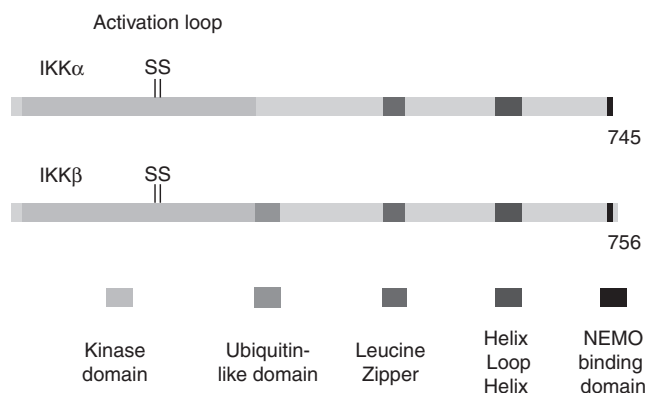 Activation loop
IKKα
SS
745
IKKβ
SS
756
Kinase
domain
Ubiquitin-
like domain
Leucine
Zipper
Helix
Loop
Helix
NEMO
binding
domain